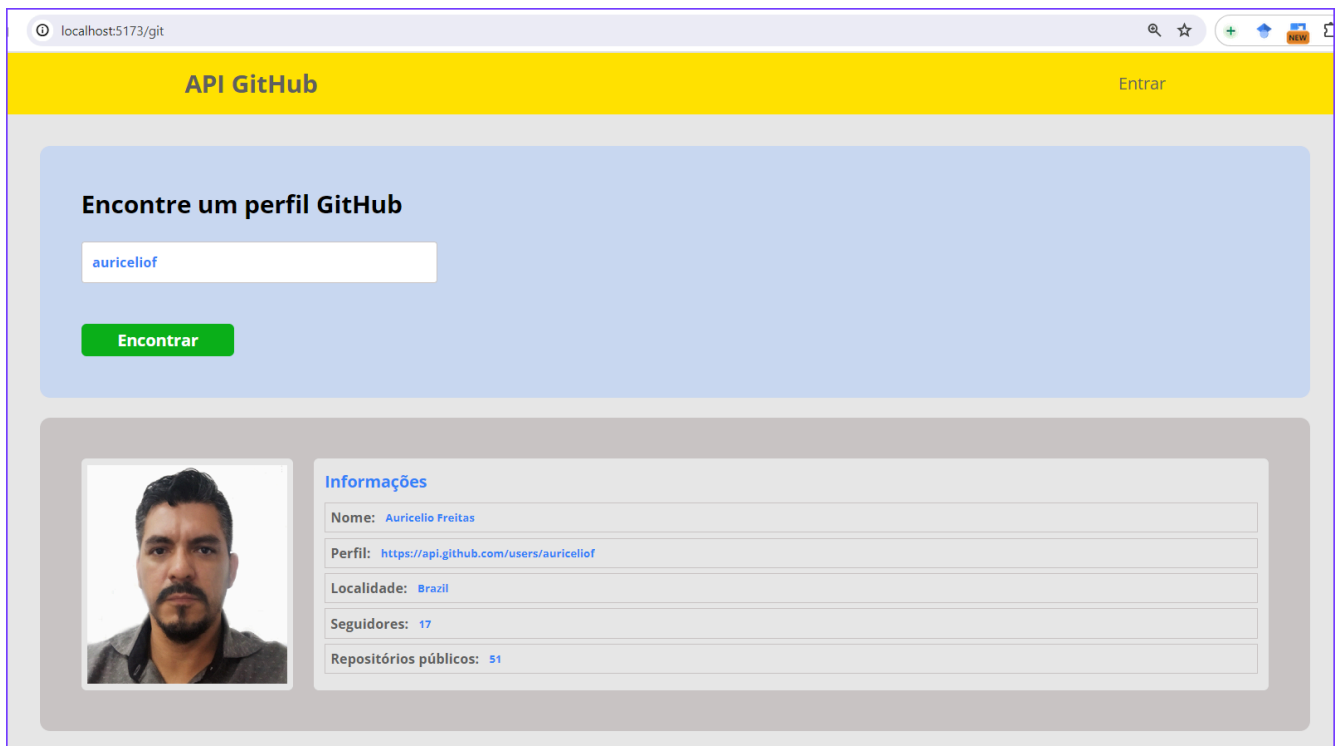 localhost:5173/git
NEW
API GitHub
Entrar
Encontre um perfil GitHub
auriceliof
Encontrar
Informações
Nome: Auricelio Freitas
Perfil: https://api.github.com/users/auriceliof
Localidade: Brazil
Seguidores: 17
Repositórios públicos: 51